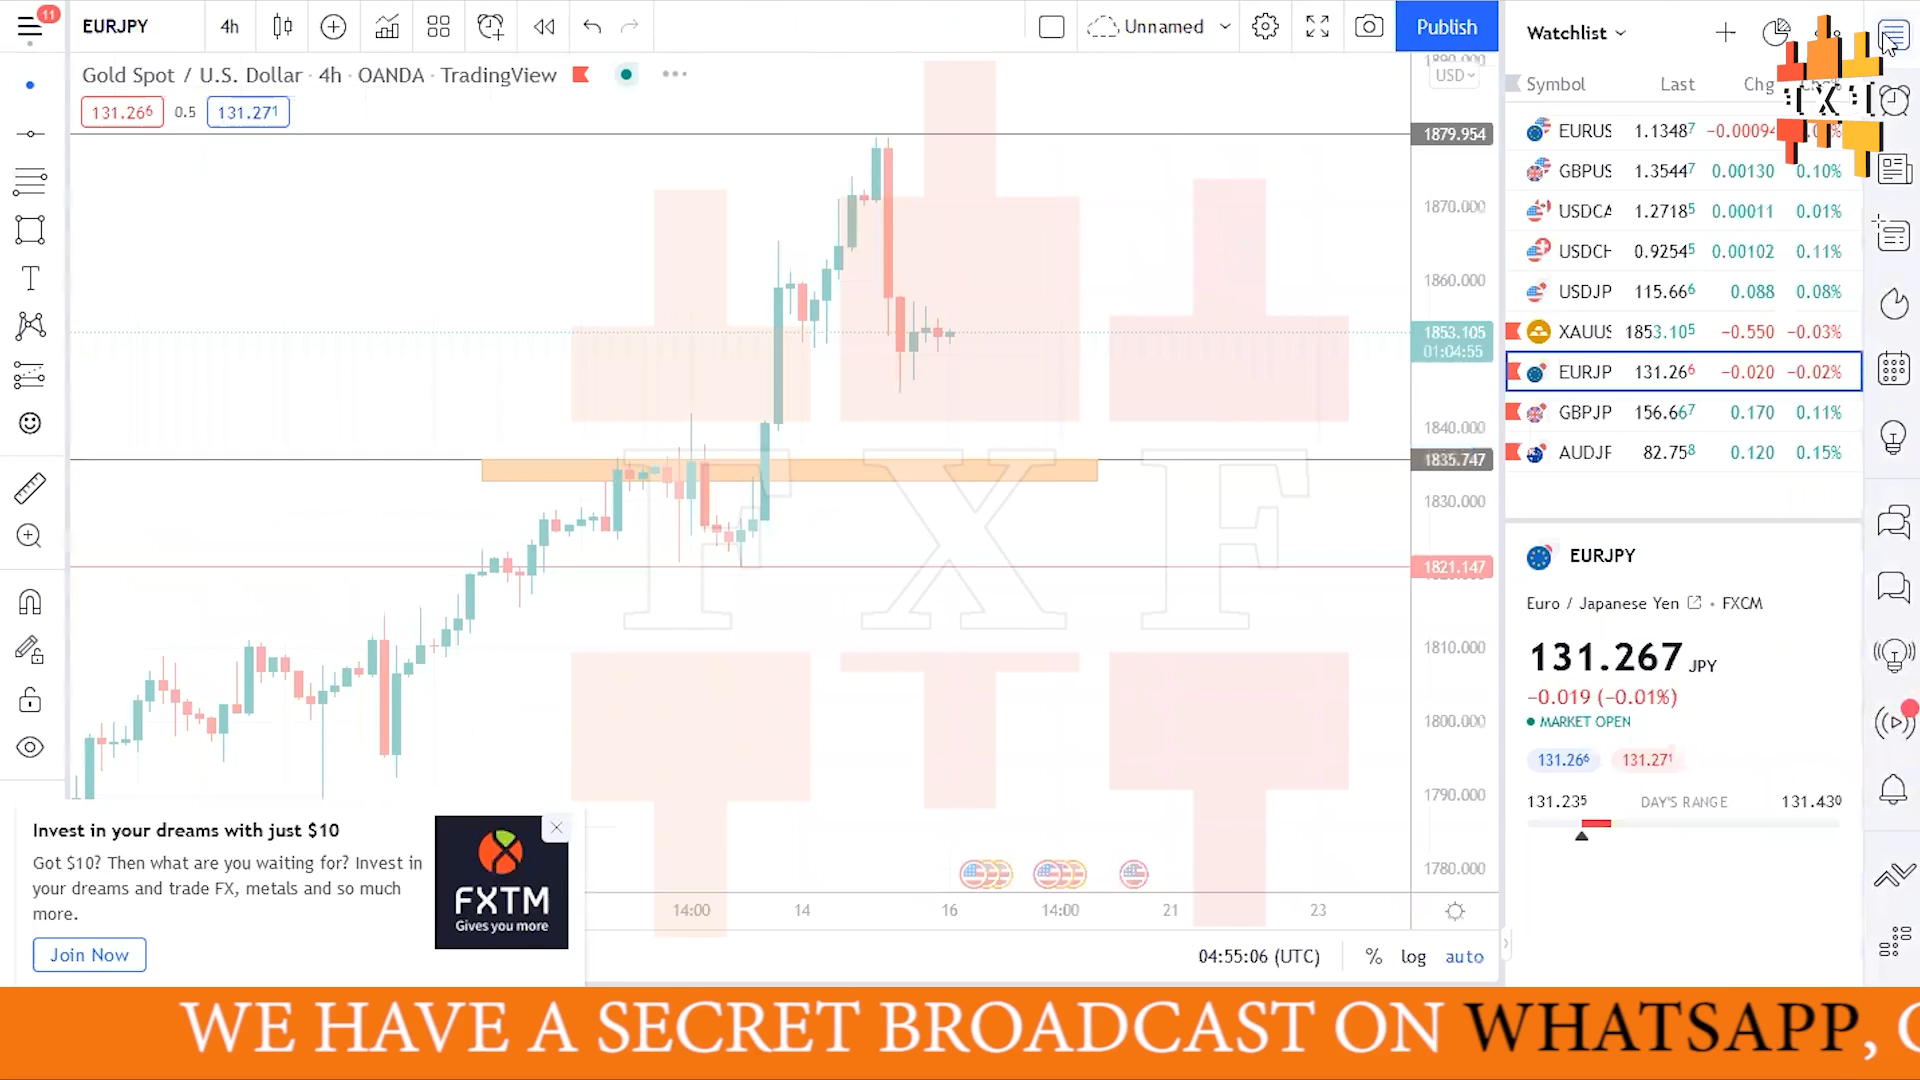 11
EURJPY
4h
Unnamed
Publish
Gold Spot / U.S. Dollar · 4h · OANDA · TradingView
131.266
0.5
131.271
USD
1879.954
1870.000
1860.000
1853.105
01:04:55
1840.000
1835.747
1830.000
1821.147
1810.000
1800.000
1790.000
1780.000
FXF
14:00
14
16
14:00
21
23
04:55:06 (UTC)
%
log
auto
Watchlist
Symbol Last Chg
EURUS 1.13487 −0.00094
GBPUS 1.35447 0.00130 0.10%
USDCA 1.27185 0.00011 0.01%
USDCH 0.92545 0.00102 0.11%
USDJP 115.666 0.088 0.08%
XAUUS 1853.105 −0.550 −0.03%
EURJP 131.266 −0.020 −0.02%
GBPJP 156.667 0.170 0.11%
AUDJF 82.758 0.120 0.15%
EURJPY
Euro / Japanese Yen • FXCM
131.267 JPY
−0.019 (−0.01%)
MARKET OPEN
131.266
131.271
131.235 DAY'S RANGE 131.430
Invest in your dreams with just $10
Got $10? Then what are you waiting for? Invest in
your dreams and trade FX, metals and so much
more.
Join Now
FXTM
Gives you more
WE HAVE A SECRET BROADCAST ON WHATSAPP,